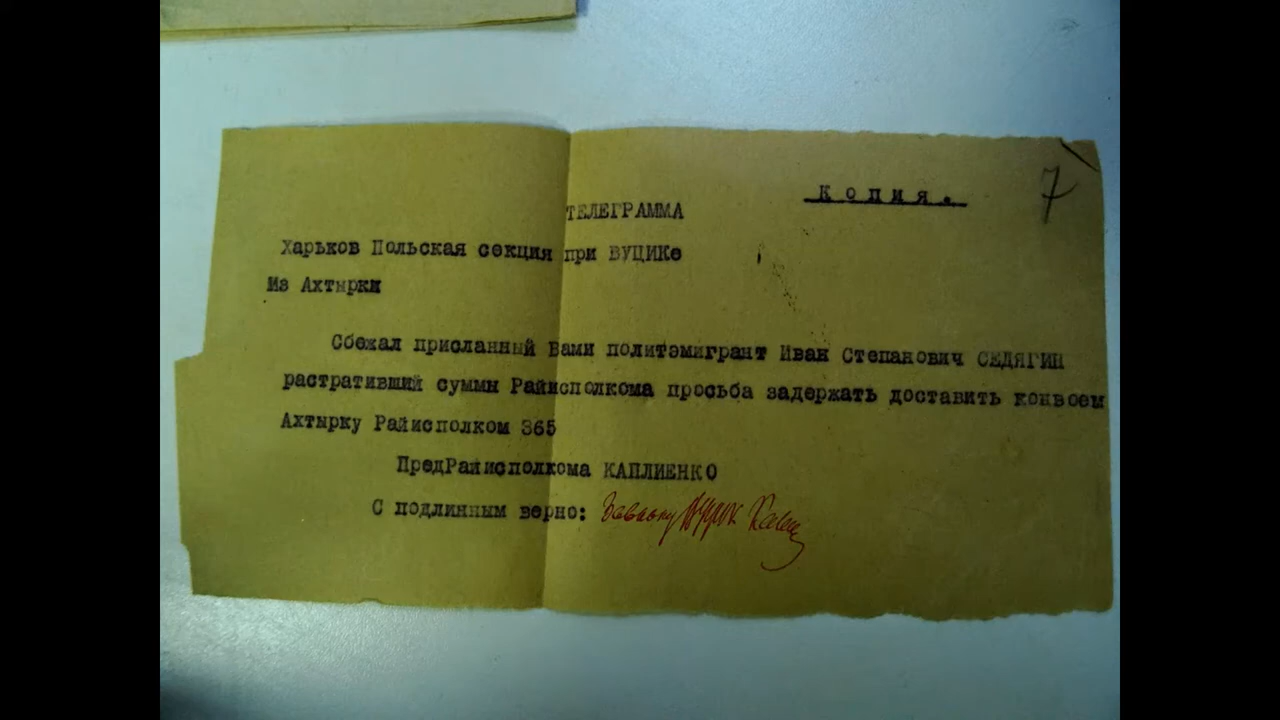 Копия.
7
ТЕЛЕГРАММА
Харьков Польская секция при ВУЦИКе
Из Ахтырки
Сбежал присланный Вами политэмигрант Иван Степанович СЕДЯГИН
растративший суммы Райисполкома просьба задержать доставить конвоем
Ахтырку Райисполком 365
ПредРайисполкома КАПЛИЕНКО
С подлинным верно: